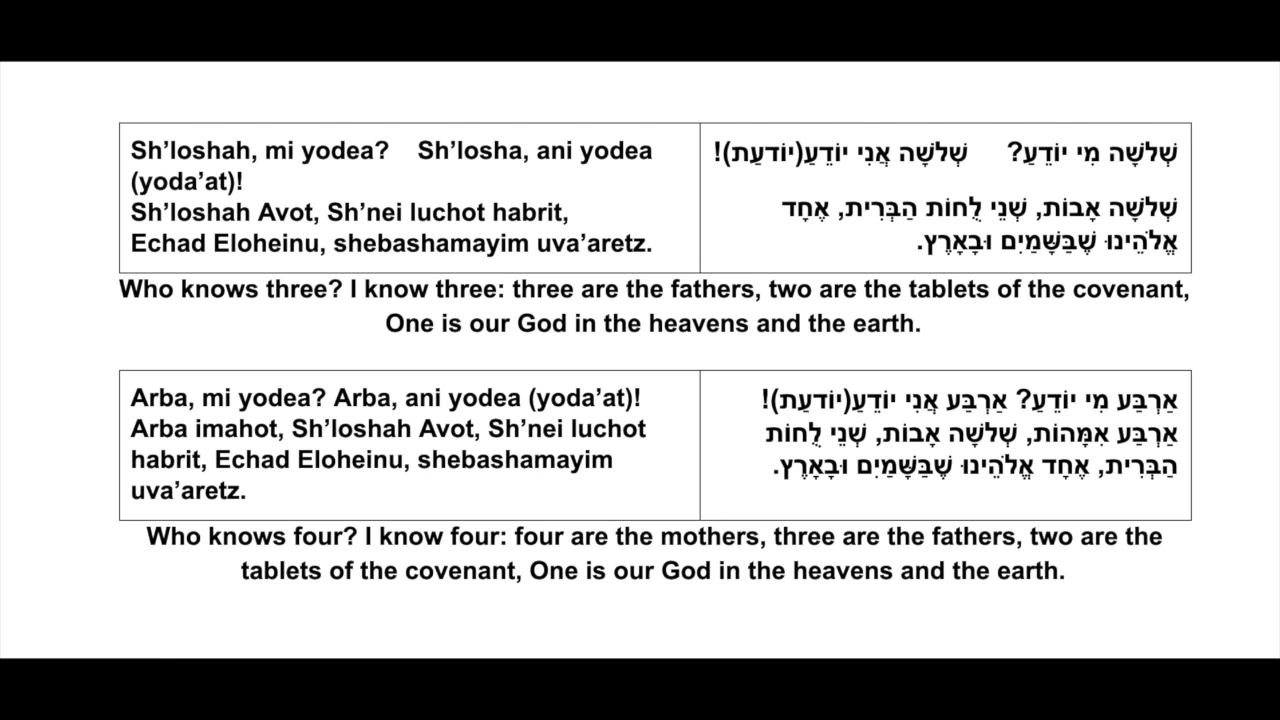 Sh’loshah, mi yodea? Sh’losha, ani yodea
(yoda’at)!
Sh’loshah Avot, Sh’nei luchot habrit,
Echad Eloheinu, shebashamayim uva’aretz.
שְׁלשָׁה מִי יוֹדֵעַ? שְׁלשָׁה אֲנִי יוֹדֵעַ(יוֹדעַת)!
שְׁלשָׁה אָבוֹת, שְׁנֵי לֻחוֹת הַבְּרִית, אֶחָד
אֱלֹהֵינוּ שֶׁבַּשָּׁמַיִם וּבָאָרֶץ.
Who knows three? I know three: three are the fathers, two are the tablets of the covenant,
One is our God in the heavens and the earth.
Arba, mi yodea? Arba, ani yodea (yoda’at)!
Arba imahot, Sh’loshah Avot, Sh’nei luchot
habrit, Echad Eloheinu, shebashamayim
uva’aretz.
אַרְבַּע מִי יוֹדֵעַ? אַרְבַּע אֲנִי יוֹדֵעַ(יוֹדעַת)!
אַרְבַּע אִמָּהוֹת, שְׁלשָׁה אָבוֹת, שְׁנֵי לֻחוֹת
הַבְּרִית, אֶחָד אֱלֹהֵינוּ שֶׁבַּשָּׁמַיִם וּבָאָרֶץ.
Who knows four? I know four: four are the mothers, three are the fathers, two are the
tablets of the covenant, One is our God in the heavens and the earth.